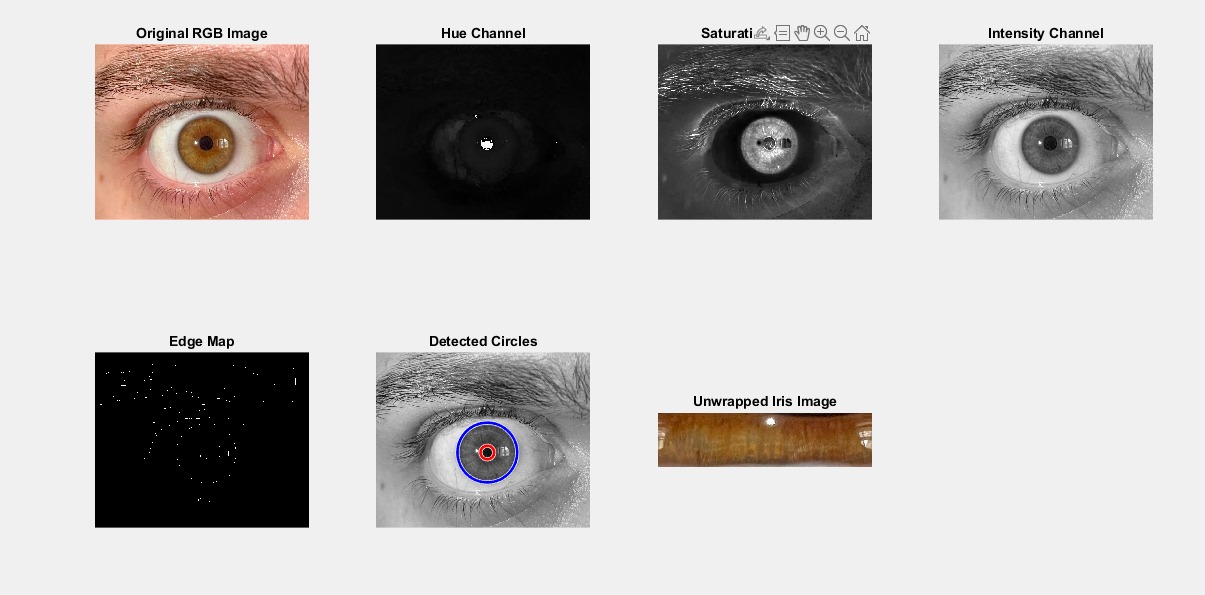 Original RGB Image
Hue Channel
Saturati
Intensity Channel
Edge Map
Detected Circles
Unwrapped Iris Image